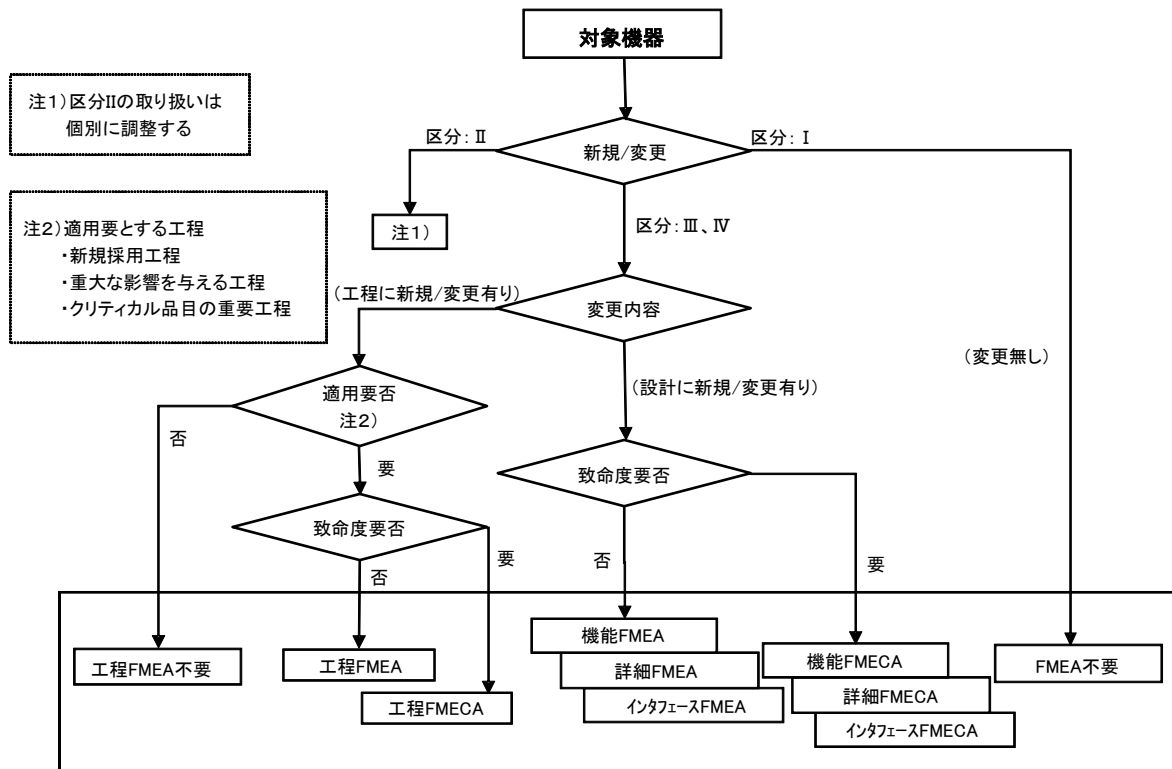 対象機器
注1)区分IIの取り扱いは
個別に調整する
区分:Ⅱ
新規/変更
区分:Ⅰ
注1)
区分:Ⅲ、Ⅳ
注2)適用要とする工程
・新規採用工程
・重大な影響を与える工程
・クリティカル品目の重要工程
(工程に新規/変更有り)
変更内容
(変更無し)
(設計に新規/変更有り)
適用要否
注2)
否
要
致命度要否
致命度要否
否
要
否
要
工程FMEA不要
工程FMEA
工程FMECA
機能FMEA
詳細FMEA
インタフェースFMEA
機能FMECA
詳細FMECA
インタフェースFMECA
FMEA不要